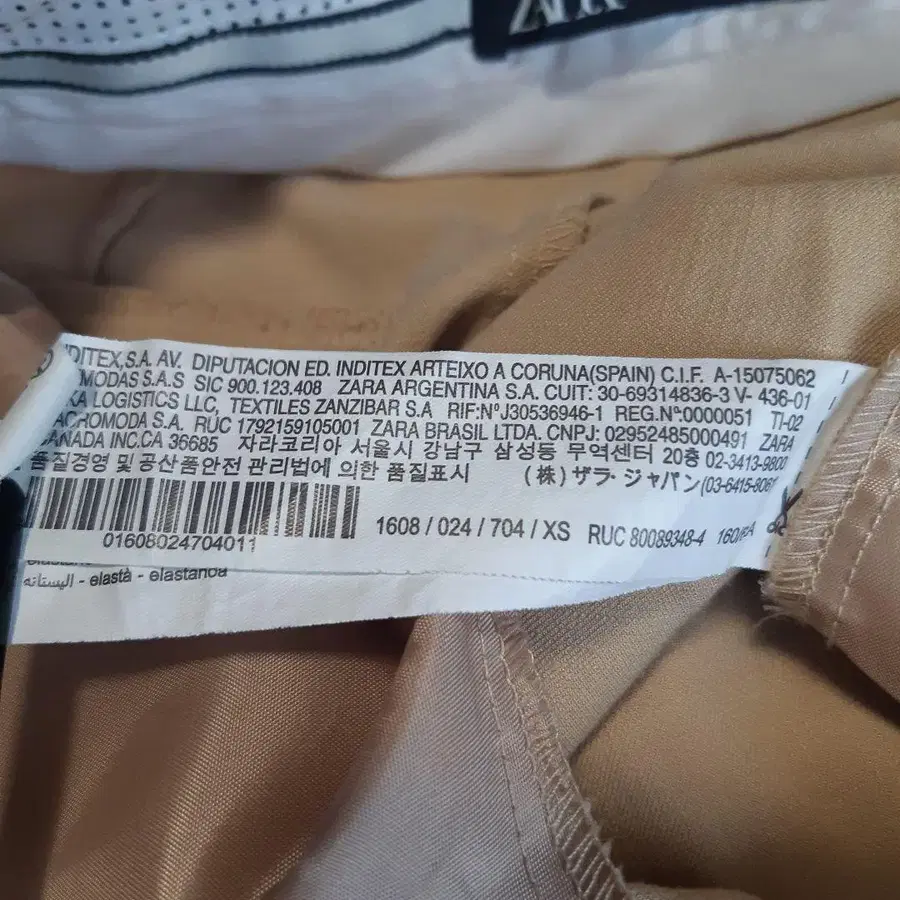 ZARA
INDITEX,S.A. AV. DIPUTACION ED. INDITEX ARTEIXO A CORUNA(SPAIN) C.I.F. A-15075062
MODAS S.A.S SIC 900.123.408 ZARA ARGENTINA S.A. CUIT: 30-69314836-3 V- 436-01
LOGISTICS LLC, TEXTILES ZANZIBAR S.A RIF:Nº J30536946-1 REG.Nº:0000051 TI-02
S.A. RUC 1792159105001 ZARA BRASIL LTDA. CNPJ: 02952485000491 ZARA
CANADA INC.CA 36685 자라코리아 서울시 강남구 삼성동 무역센터 20층 02-3413-9800
품질경영 및 공산품안전 관리법에 의한 품질표시 (株) ザラ・ジャパン(03-6415-8061
01608024704011
1608 / 024 / 704 / XS RUC 80089348-4
- elastà - elastanoa